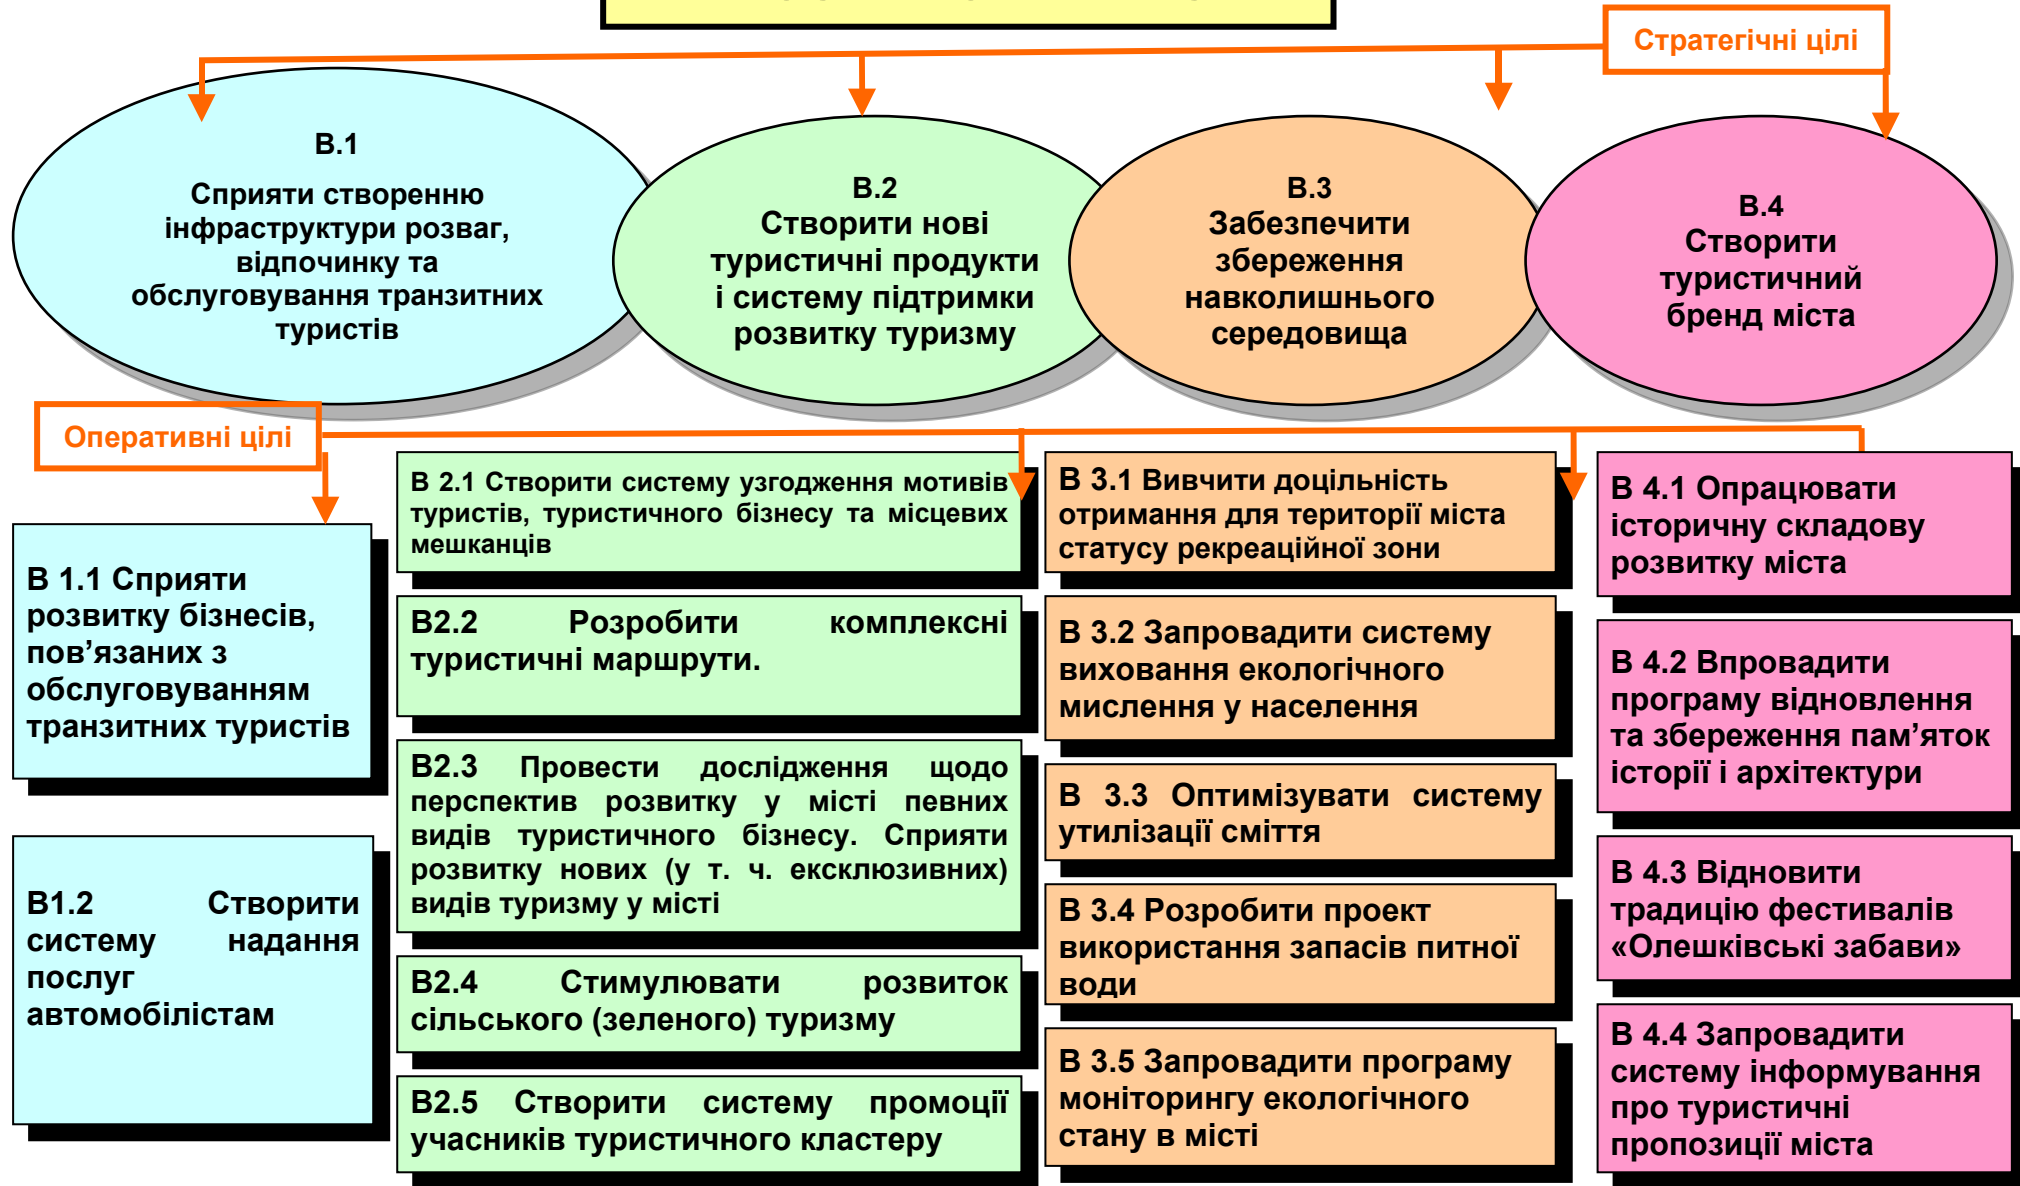 Стратегічні цілі
В.1
Сприяти створенню
інфраструктури розваг,
відпочинку та
обслуговування транзитних
туристів
В.2
Створити нові
туристичні продукти
і систему підтримки
розвитку туризму
В.3
Забезпечити
збереження
навколишнього
середовища
В.4
Створити
туристичний
бренд міста
Оперативні цілі
В 1.1 Сприяти
розвитку бізнесів,
пов’язаних з
обслуговуванням
транзитних туристів
В1.2 Створити
систему надання
послуг
автомобілістам
В 2.1 Створити систему узгодження мотивів
туристів, туристичного бізнесу та місцевих
мешканців
В2.2 Розробити комплексні
туристичні маршрути.
В2.3 Провести дослідження щодо
перспектив розвитку у місті певних
видів туристичного бізнесу. Сприяти
розвитку нових (у т. ч. ексклюзивних)
видів туризму у місті
В2.4 Стимулювати розвиток
сільського (зеленого) туризму
В2.5 Створити систему промоції
учасників туристичного кластеру
В 3.1 Вивчити доцільність
отримання для території міста
статусу рекреаційної зони
В 3.2 Запровадити систему
виховання екологічного
мислення у населення
В 3.3 Оптимізувати систему
утилізації сміття
В 3.4 Розробити проект
використання запасів питної
води
В 3.5 Запровадити програму
моніторингу екологічного
стану в місті
В 4.1 Опрацювати
історичну складову
розвитку міста
В 4.2 Впровадити
програму відновлення
та збереження пам’яток
історії і архітектури
В 4.3 Відновити
традицію фестивалів
«Олешківські забави»
В 4.4 Запровадити
систему інформування
про туристичні
пропозиції міста